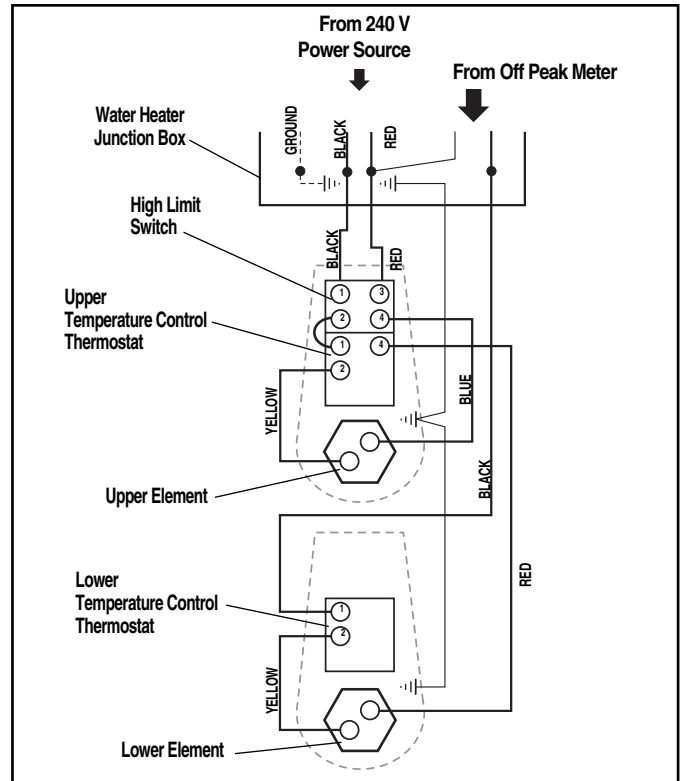 From 240 V
Power Source
From Off Peak Meter
Water Heater
Junction Box
GROUND
BLACK
RED
High Limit
Switch
BLACK
RED
Upper
Temperature Control
Thermostat
1
3
2
4
1
4
2
YELLOW
BLUE
BLACK
Upper Element
RED
Lower
Temperature Control
Thermostat
1
2
YELLOW
Lower Element